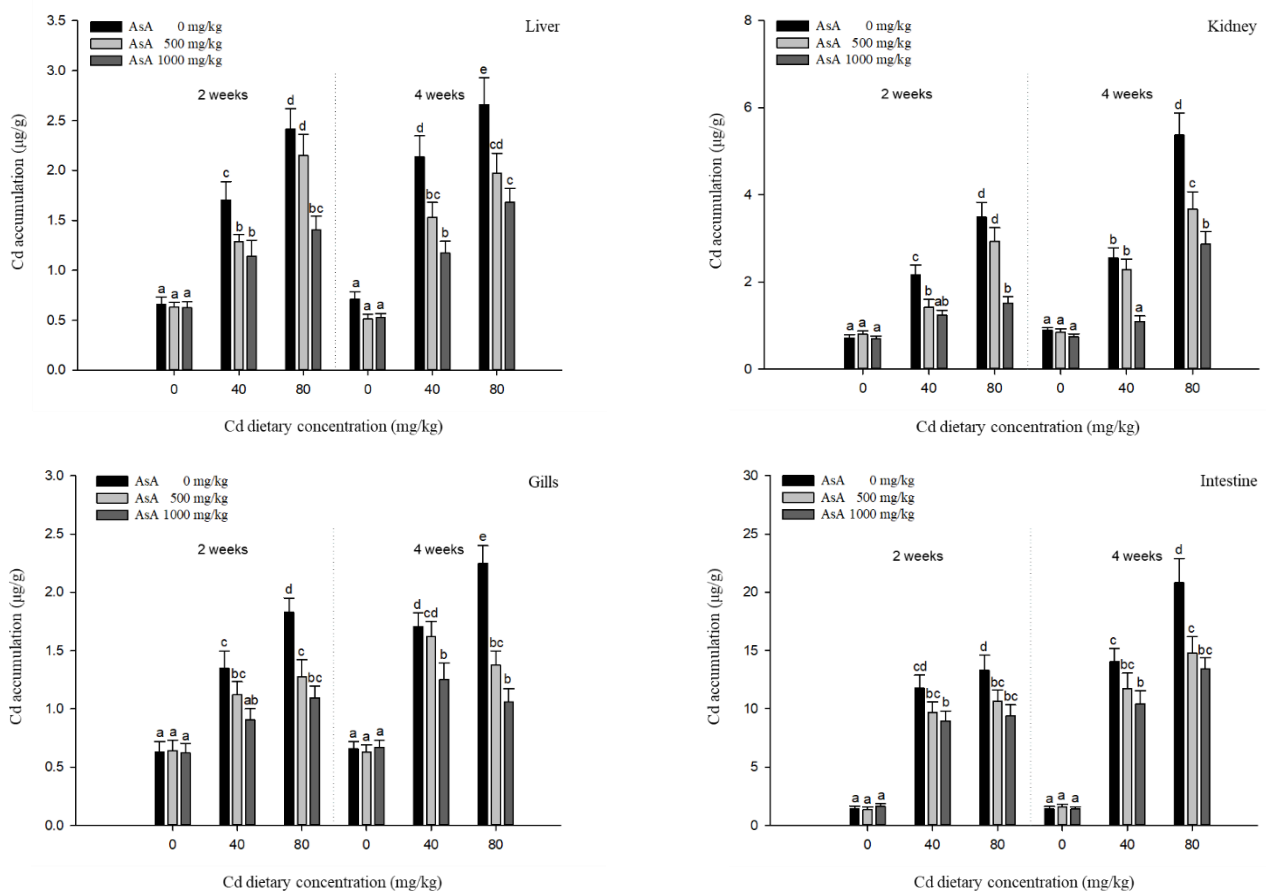 Liver
AsA 0 mg/kg
AsA 500 mg/kg
AsA 1000 mg/kg
3.5
3.0
2.5
2.0
1.5
1.0
0.5
0.0
Cd accumulation (µg/g)
2 weeks
4 weeks
a a a
c b b
d d bc
a a a
d bc b
e cd c
0 40 80 0 40 80
Cd dietary concentration (mg/kg)
Kidney
AsA 0 mg/kg
AsA 500 mg/kg
AsA 1000 mg/kg
8
6
4
2
0
Cd accumulation (µg/g)
2 weeks
4 weeks
a a a
c b ab
d d b
a a a
b b a
d c b
0 40 80 0 40 80
Cd dietary concentration (mg/kg)
Gills
AsA 0 mg/kg
AsA 500 mg/kg
AsA 1000 mg/kg
3.0
2.5
2.0
1.5
1.0
0.5
0.0
Cd accumulation (µg/g)
2 weeks
4 weeks
a a a
c bc ab
d c bc
a a a
d cd b
e bc b
0 40 80 0 40 80
Cd dietary concentration (mg/kg)
Intestine
AsA 0 mg/kg
AsA 500 mg/kg
AsA 1000 mg/kg
30
25
20
15
10
5
0
Cd accumulation (µg/g)
2 weeks
4 weeks
a a a
cd bc b
d bc bc
a a a
c bc b
d c bc
0 40 80 0 40 80
Cd dietary concentration (mg/kg)